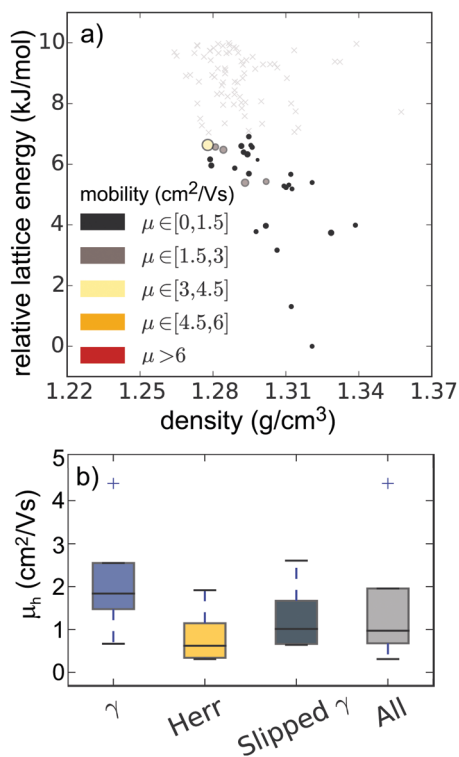 a)
relative lattice energy (kJ/mol)
10
8
6
4
2
0
mobility (cm²/Vs)
μ∈[0,1.5]
μ∈[1.5,3]
μ∈[3,4.5]
μ∈[4.5,6]
μ>6
1.22 1.25 1.28 1.31 1.34 1.37
density (g/cm³)
b)
μₕ (cm²/Vs)
5
4
3
2
1
0
γ Herr Slipped γ All